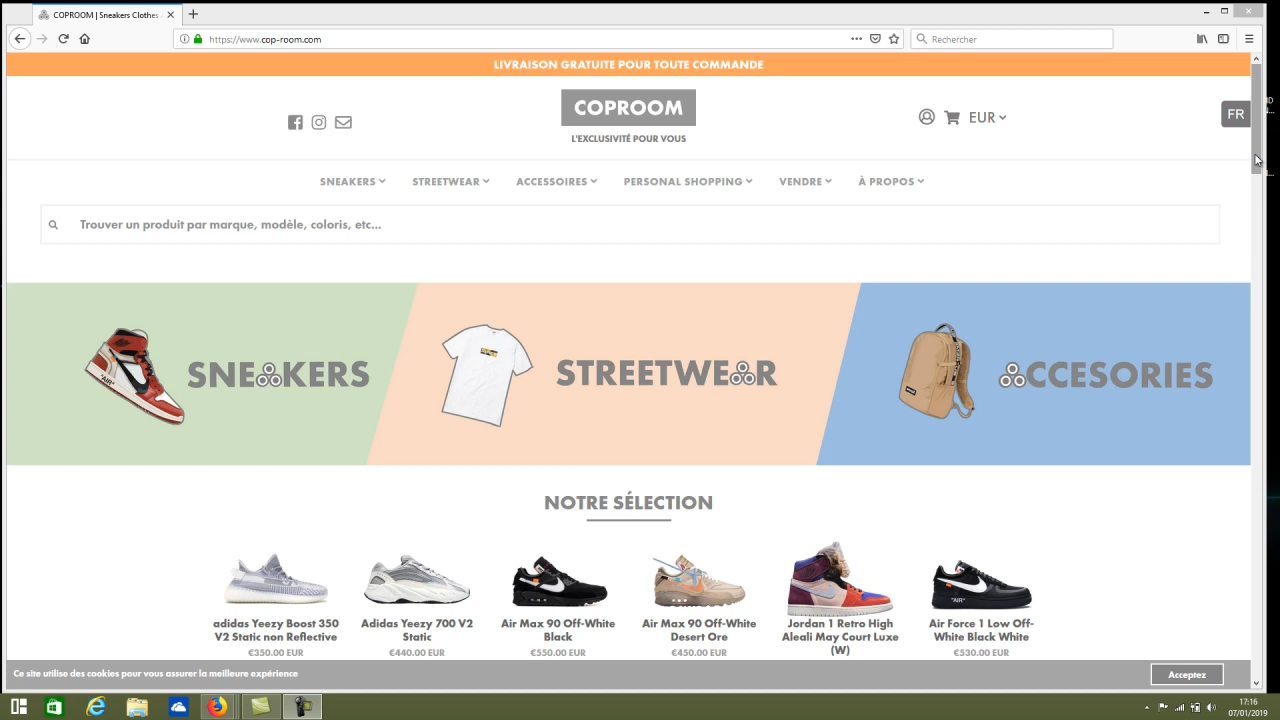 COPROOM | Sneakers Clothes
https://www.cop-room.com
Rechercher
LIVRAISON GRATUITE POUR TOUTE COMMANDE
COPROOM
L'EXCLUSIVITÉ POUR VOUS
EUR
FR
SNEAKERS STREETWEAR ACCESSOIRES PERSONAL SHOPPING VENDRE À PROPOS
Trouver un produit par marque, modèle, coloris, etc...
SNEAKERS
STREETWEAR
ACCESORIES
"AIR"
NOTRE SÉLECTION
"AIR"
adidas Yeezy Boost 350
V2 Static non Reflective
€350.00 EUR
Adidas Yeezy 700 V2
Static
€440.00 EUR
Air Max 90 Off-White
Black
€550.00 EUR
Air Max 90 Off-White
Desert Ore
€450.00 EUR
Jordan 1 Retro High
Aleali May Court Luxe
(W)
Air Force 1 Low Off-
White Black White
€530.00 EUR
Ce site utilise des cookies pour vous assurer la meilleure expérience
Acceptez
17:16
07/01/2019